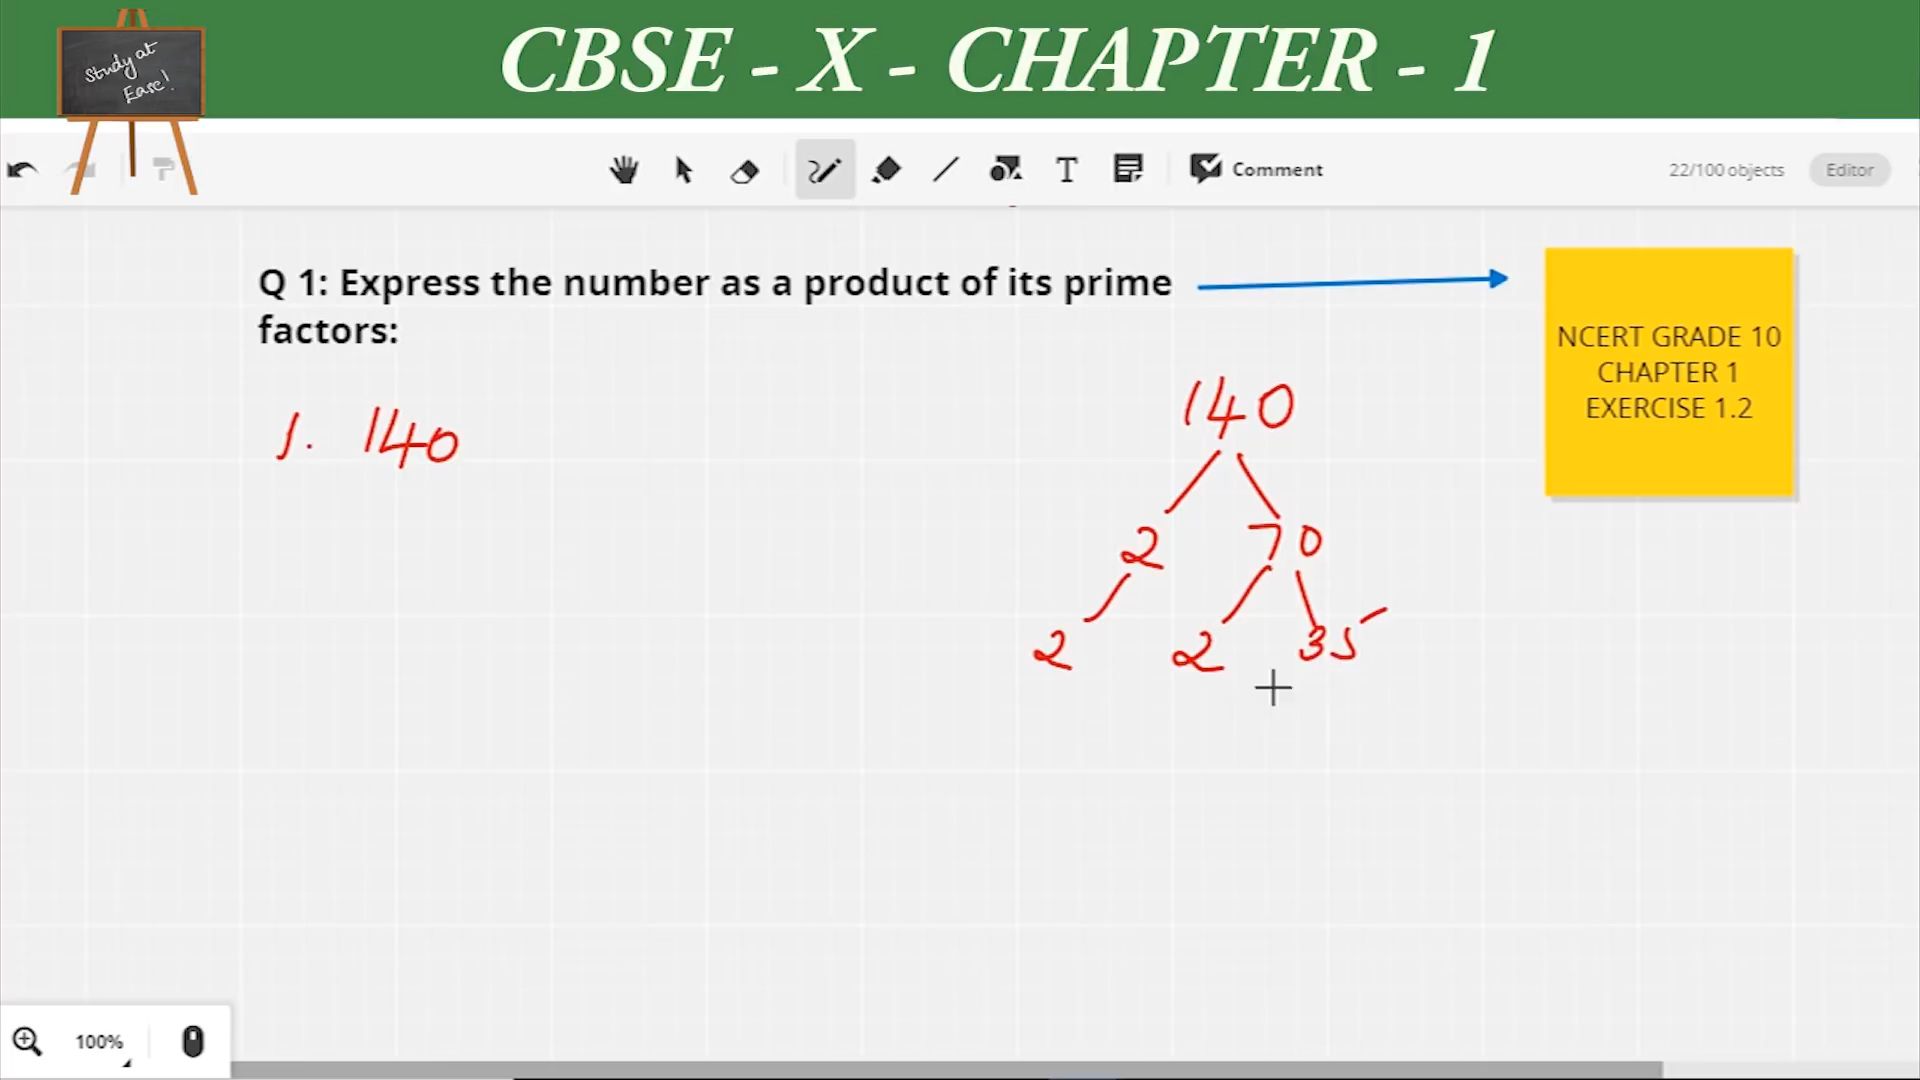 CBSE - X - CHAPTER - 1
Study at
Ease!
Comment
22/100 objects
Editor
Q 1: Express the number as a product of its prime
factors:
NCERT GRADE 10
CHAPTER 1
EXERCISE 1.2
1. 140
140
2 70
2 2 35
100%